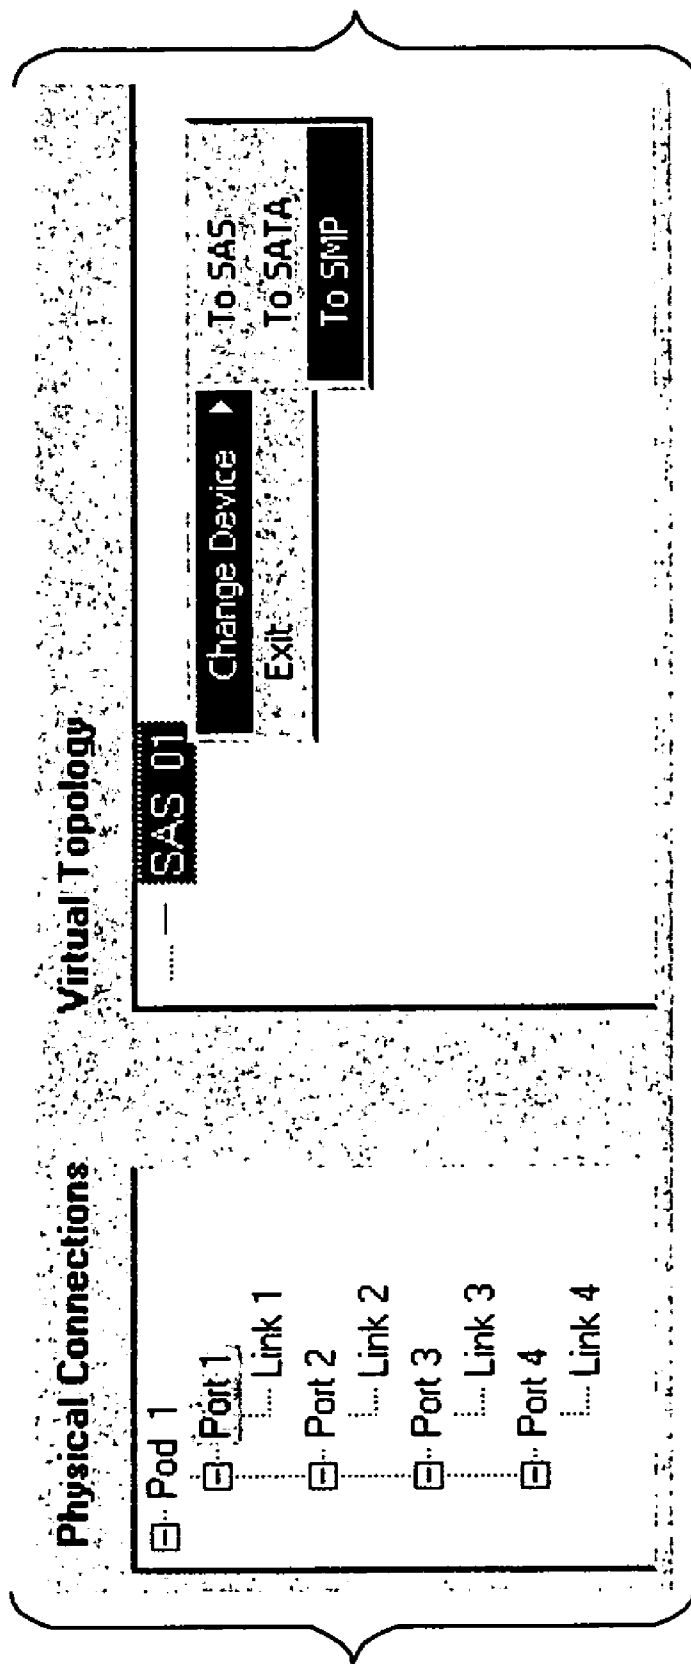 Physical Connections
Pod 1
Port 1
Link 1
Port 2
Link 2
Port 3
Link 3
Port 4
Link 4
Virtual Topology
SAS 01
Change Device
Exit
To SAS
To SATA
To SMP